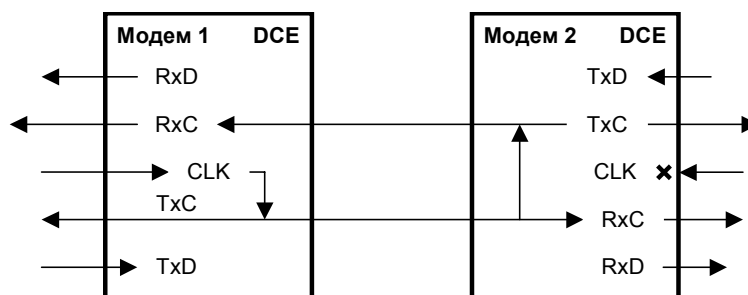 Модем 1 DCE
RxD
RxC
CLK
TxC
TxD
Модем 2 DCE
TxD
TxC
CLK
RxC
RxD